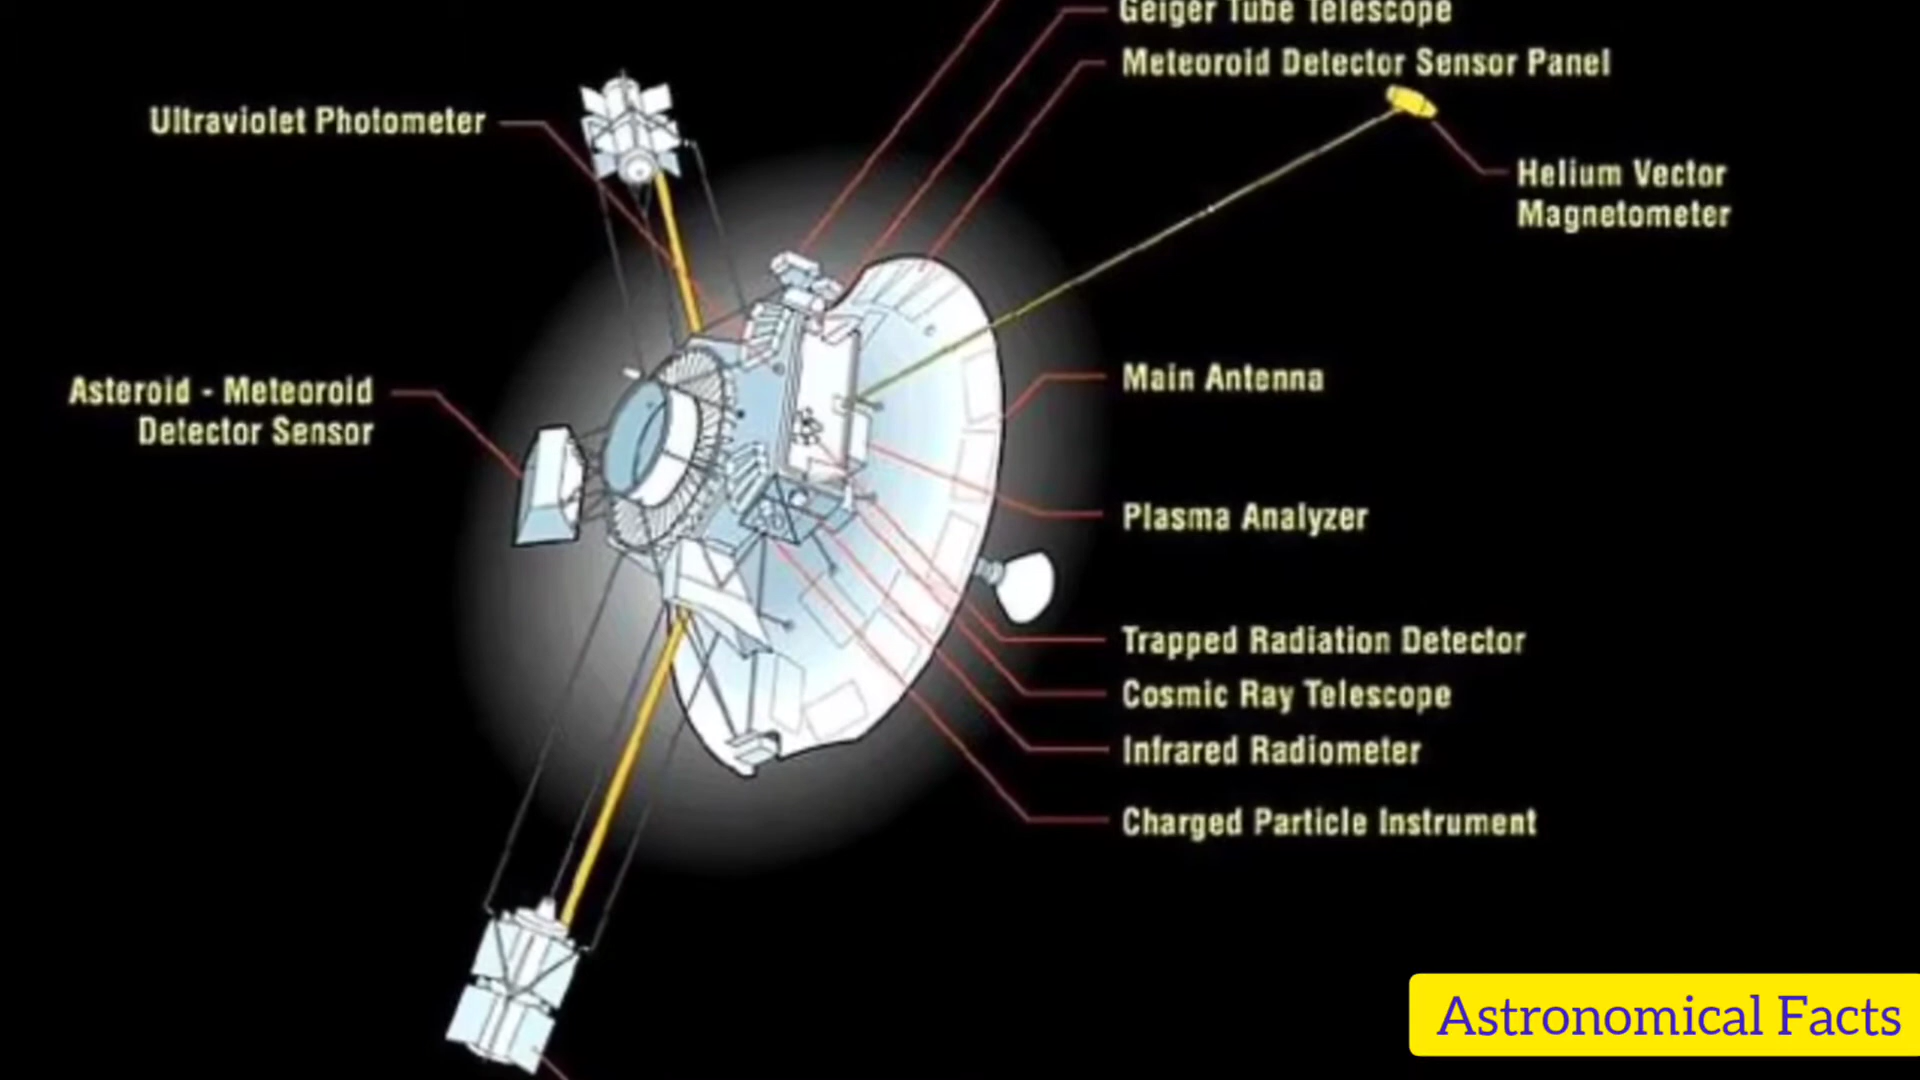 Geiger Tube Telescope
Meteoroid Detector Sensor Panel
Ultraviolet Photometer
Helium Vector
Magnetometer
Asteroid - Meteoroid
Detector Sensor
Main Antenna
Plasma Analyzer
Trapped Radiation Detector
Cosmic Ray Telescope
Infrared Radiometer
Charged Particle Instrument
Astronomical Facts